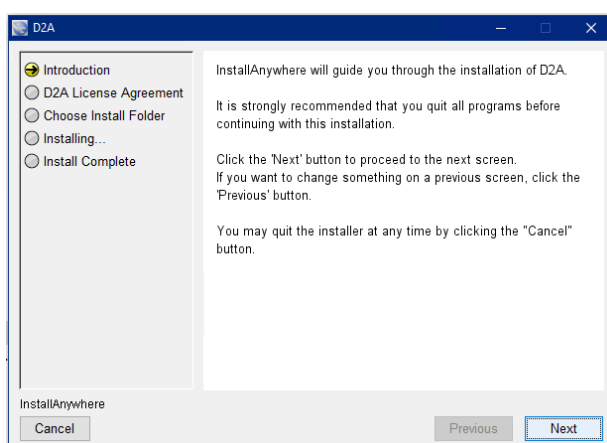 D2A
Introduction
D2A License Agreement
Choose Install Folder
Installing...
Install Complete
InstallAnywhere will guide you through the installation of D2A.
It is strongly recommended that you quit all programs before
continuing with this installation.
Click the 'Next' button to proceed to the next screen.
If you want to change something on a previous screen, click the
'Previous' button.
You may quit the installer at any time by clicking the "Cancel"
button.
InstallAnywhere
Cancel
Previous
Next